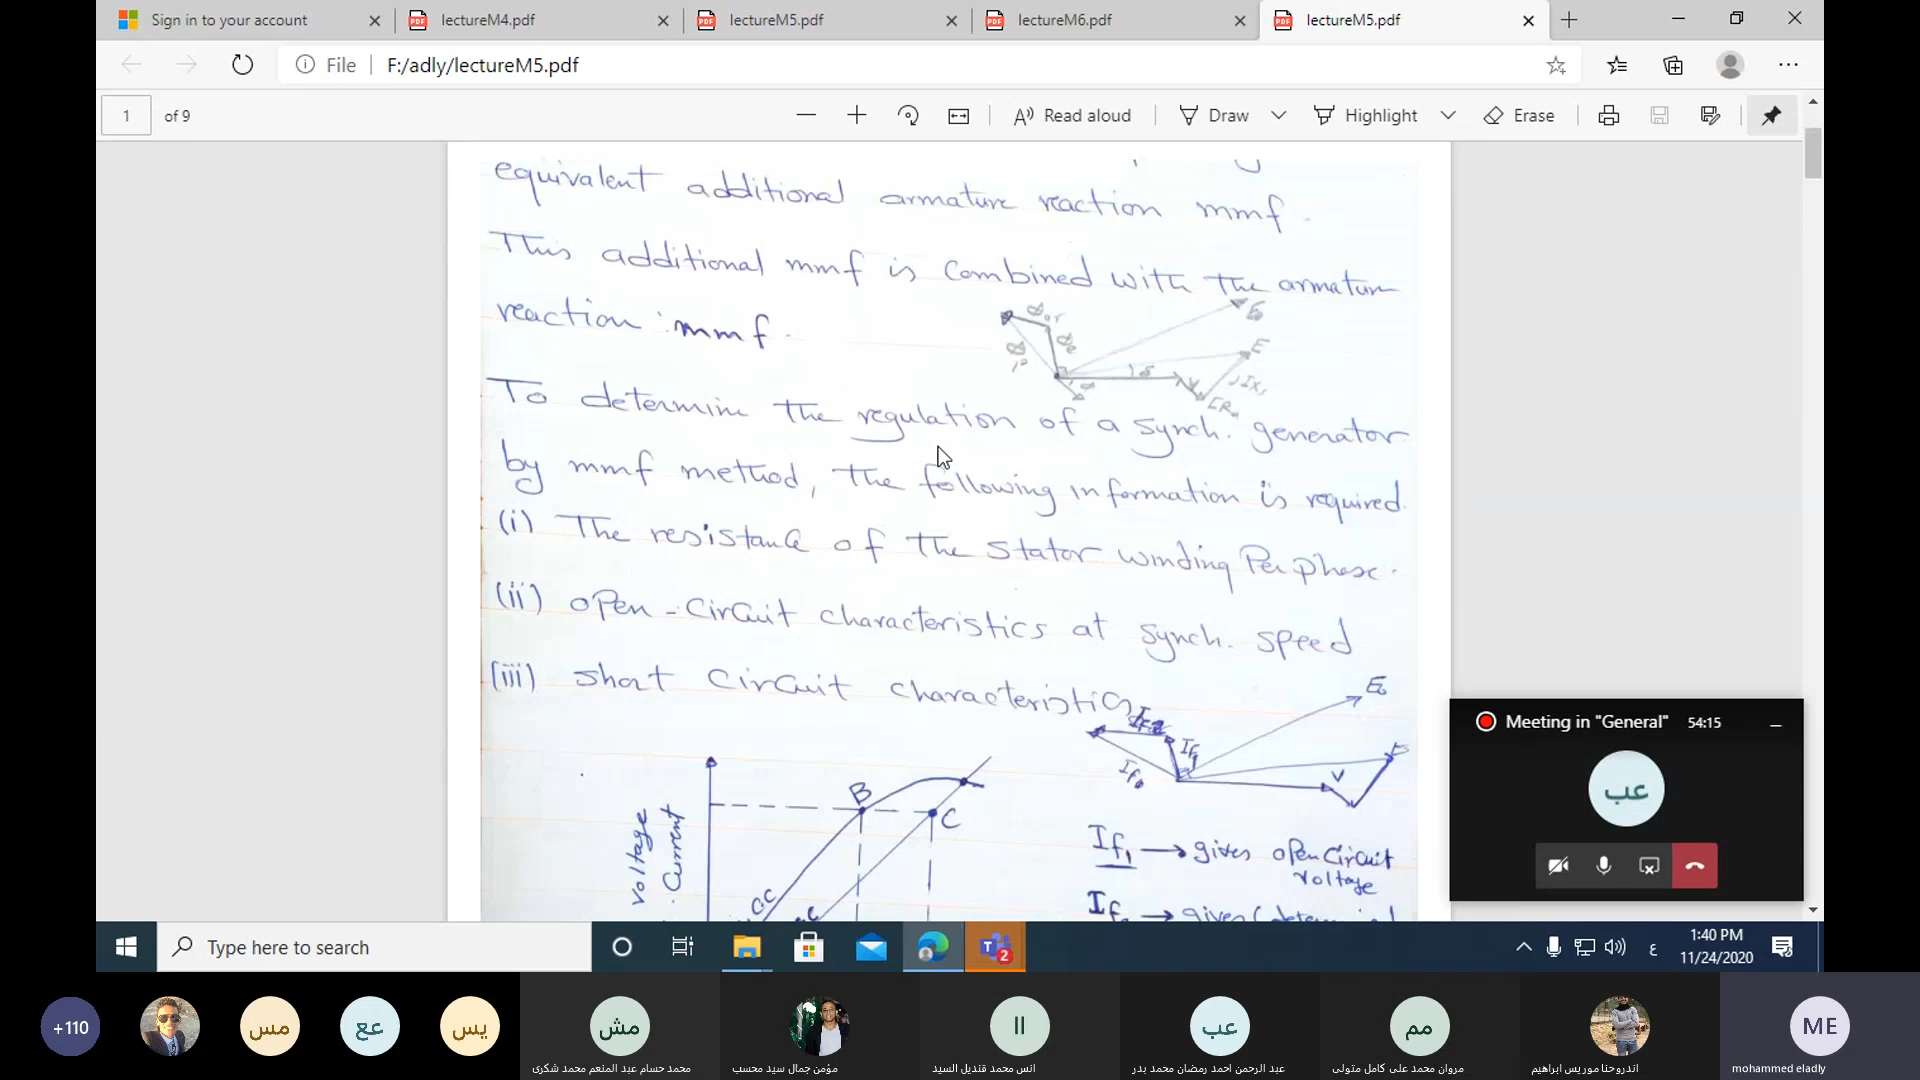 Sign in to your account
lectureM4.pdf
lectureM5.pdf
lectureM6.pdf
lectureM5.pdf
File
F:/adly/lectureM5.pdf
1
of 9
Read aloud
Draw
Highlight
Erase
equivalent additional armature reaction mmf.
This additional mmf is combined with the armature
reaction mmf.
E
To determine the regulation of a synch. generator
by mmf method, the following information is required
(i) The resistance of the stator winding Per phase.
(ii) open-circuit characteristics at synch. speed
(iii) short circuit characteristics
E₀
If₁
V
B
C
voltage
current
If₁ → gives open circuit
voltage
→ gives
Meeting in "General"
54:15
عب
Type here to search
2
ع
1:40 PM
11/24/2020
+110
مس
عع
يس
مش
II
عب
مم
ME
محمد حسام عبد المنعم محمد شكرى
مؤمن جمال سيد محسب
انس محمد قنديل السيد
عبد الرحمن احمد رمضان محمد بدر
مروان محمد على كامل متولى
اندروحنا موريس ابراهيم
mohammed eladly